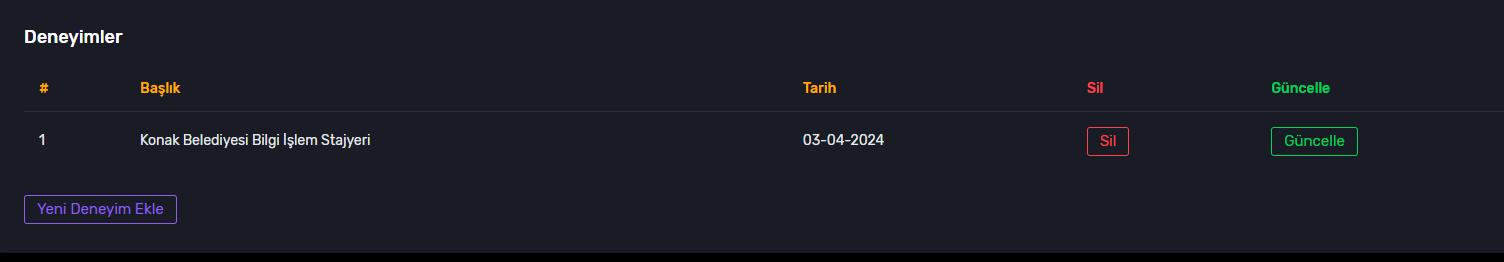 Deneyimler
# Başlık Tarih Sil Güncelle
1 Konak Belediyesi Bilgi İşlem Stajyeri 03-04-2024 Sil Güncelle
Yeni Deneyim Ekle